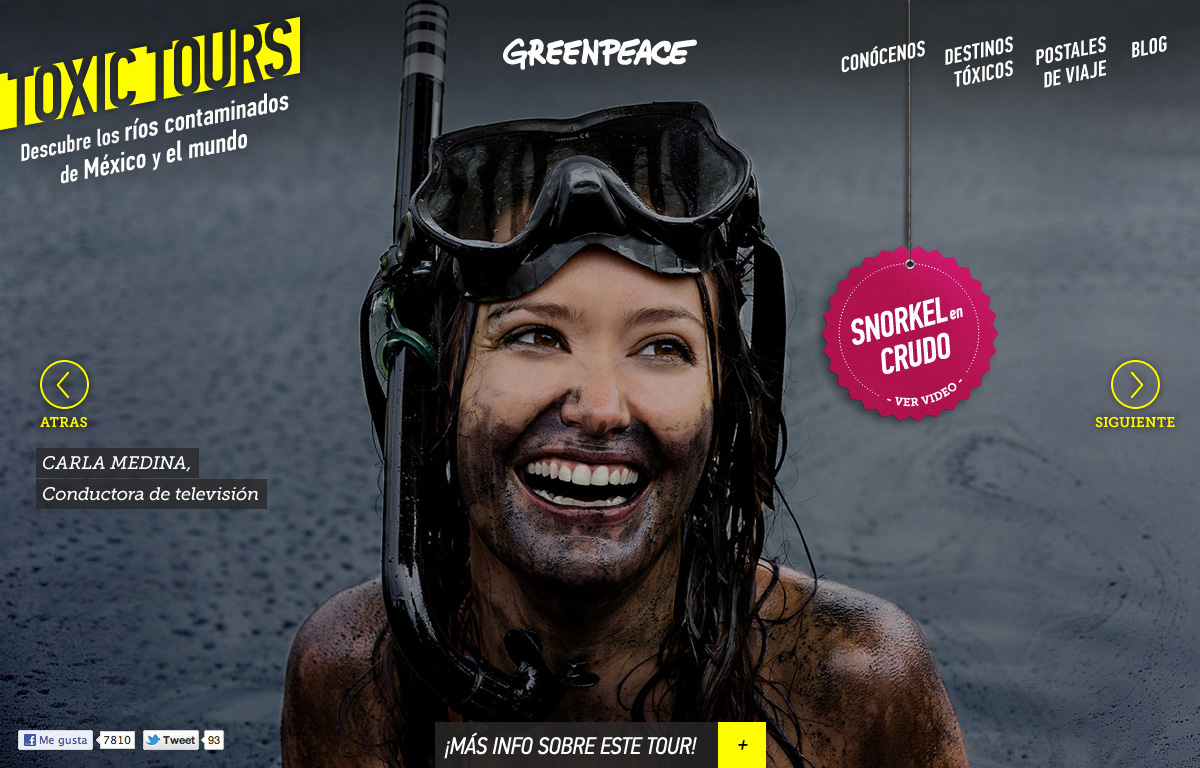 TOXIC TOURS
Descubre los ríos contaminados
de México y el mundo
GREENPEACE
CONÓCENOS
DESTINOS
TÓXICOS
POSTALES
DE VIAJE
BLOG
SNORKEL en
CRUDO
- VER VIDEO -
ATRAS
SIGUIENTE
CARLA MEDINA,
Conductora de televisión
Me gusta 7810
Tweet 93
¡MÁS INFO SOBRE ESTE TOUR! +